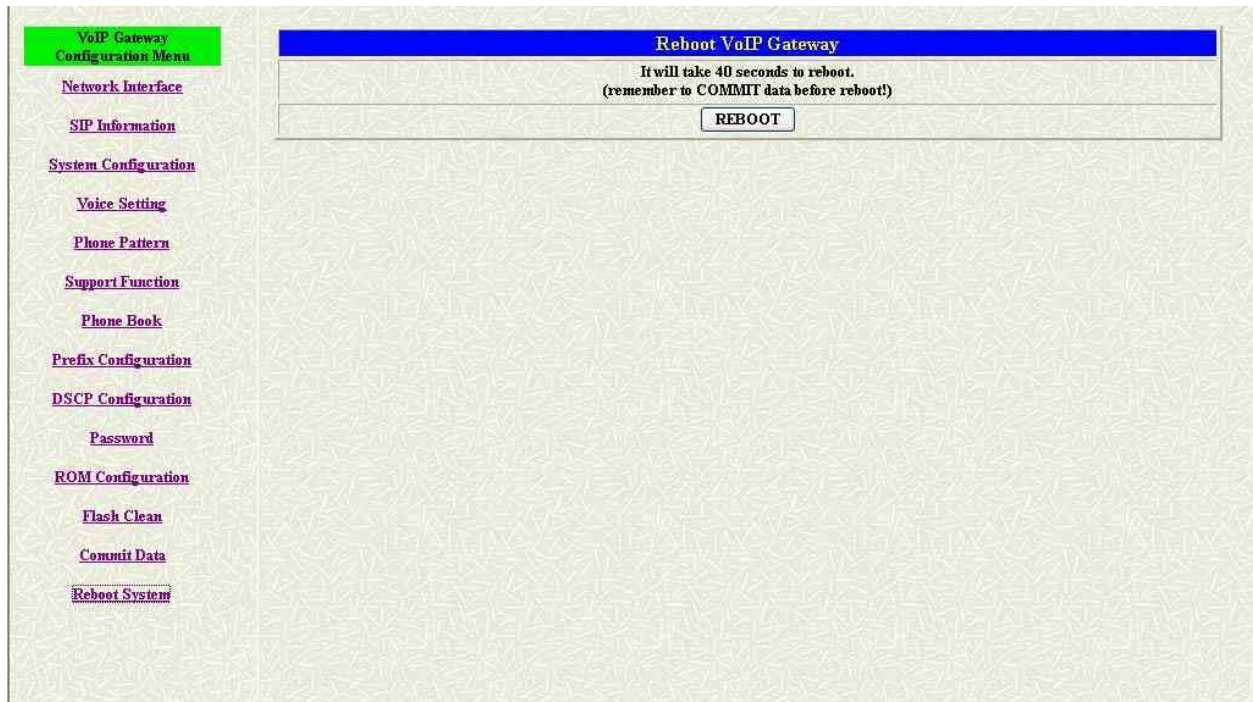 VoIP Gateway
Configuration Menu
Network Interface
SIP Information
System Configuration
Voice Setting
Phone Pattern
Support Function
Phone Book
Prefix Configuration
DSCP Configuration
Password
ROM Configuration
Flash Clean
Commit Data
Reboot System
Reboot VoIP Gateway
It will take 40 seconds to reboot.
(remember to COMMIT data before reboot!)
REBOOT